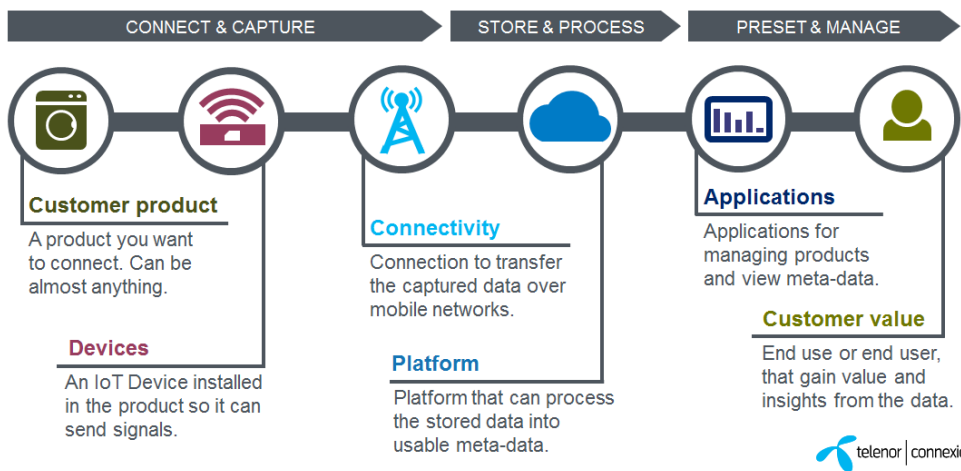 CONNECT & CAPTURE
STORE & PROCESS
PRESET & MANAGE
Customer product
A product you want
to connect. Can be
almost anything.
Devices
An IoT Device installed
in the product so it can
send signals.
Connectivity
Connection to transfer
the captured data over
mobile networks.
Platform
Platform that can process
the stored data into
usable meta-data.
Applications
Applications for
managing products
and view meta-data.
Customer value
End use or end user,
that gain value and
insights from the data.
telenor | connexi